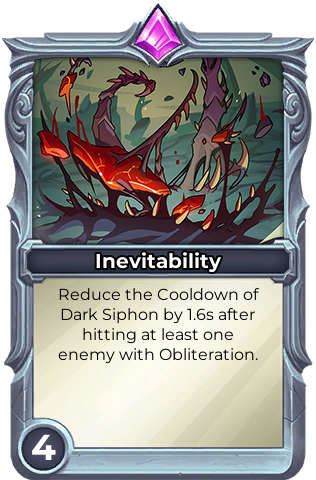 Inevitability
Reduce the Cooldown of
Dark Siphon by 1.6s after
hitting at least one
enemy with Obliteration.
4